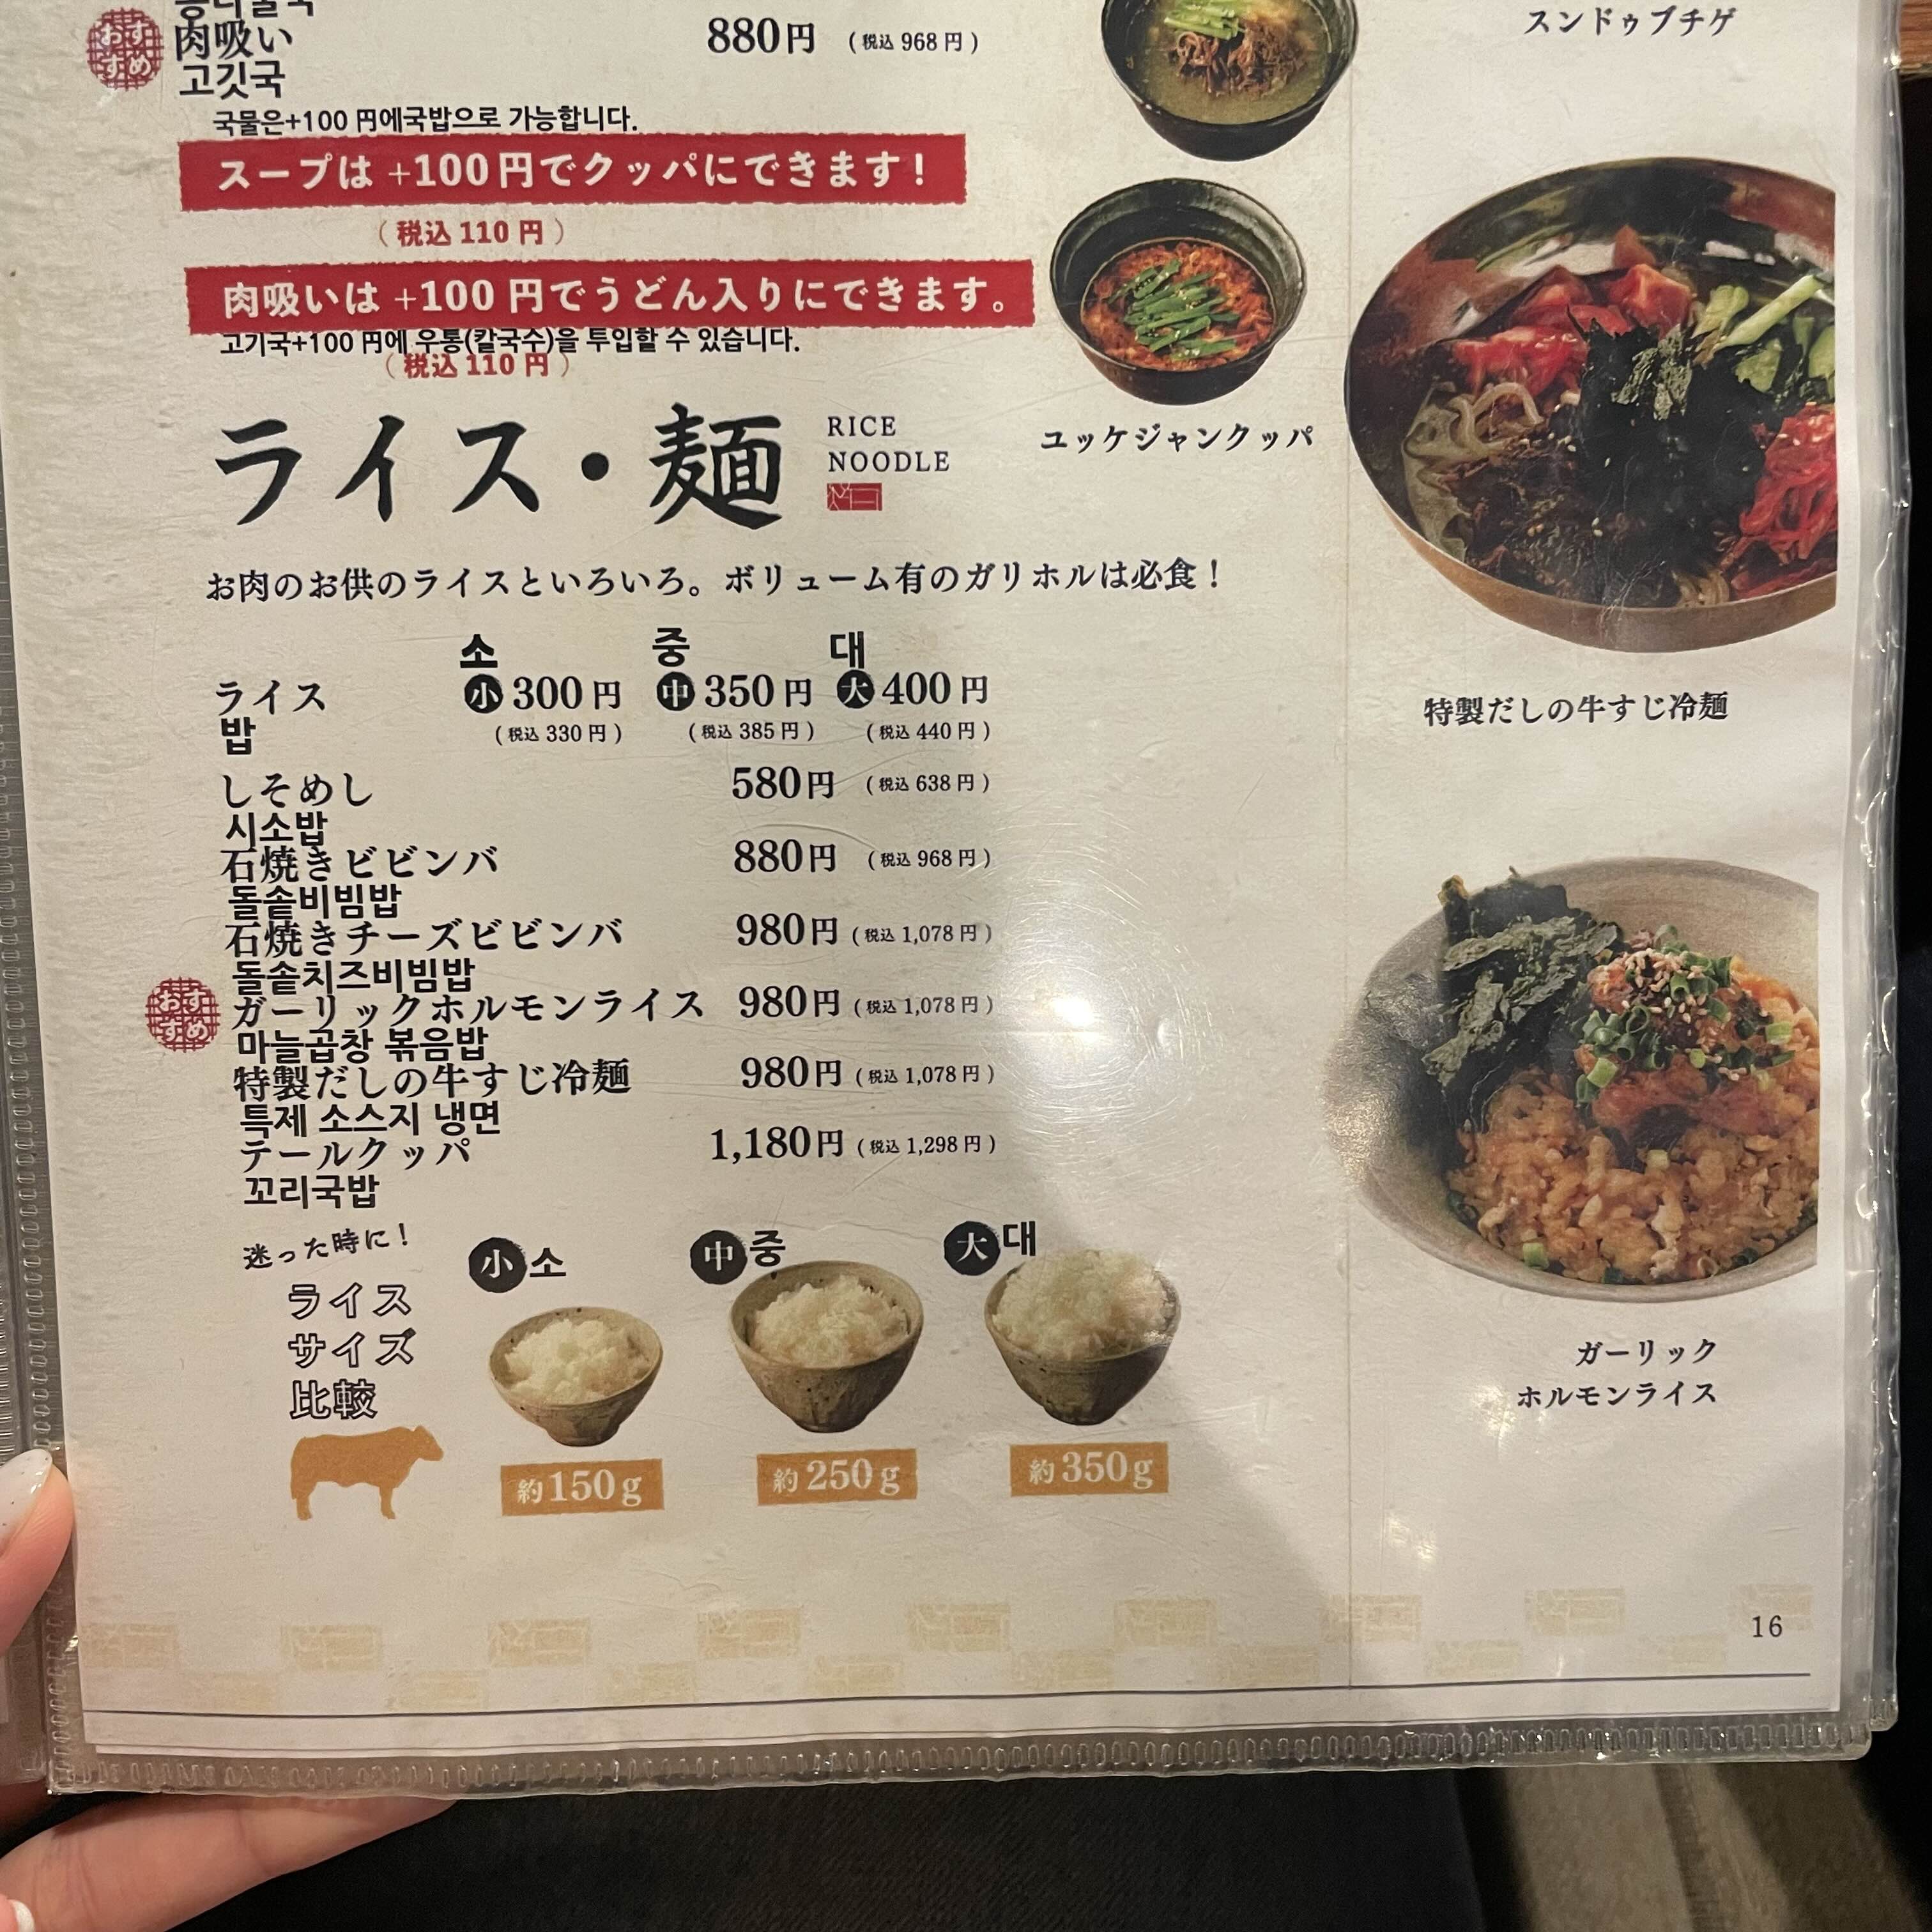 おすすめ
肉吸い 880円 (税込 968円)
고깃국
국물은+100 円에국밥으로 가능합니다.
スープは +100円でクッパにできます！
(税込 110円)
肉吸いは +100 円でうどん入りにできます。
고기국+100 円에 우통(칼국수)을 투입할 수 있습니다.
(税込 110円)
スンドゥブチゲ
ユッケジャンクッパ
特製だしの牛すじ冷麺
ガーリック
ホルモンライス
ライス・麺
RICE
NOODLE
お肉のお供のライスといろいろ。ボリューム有のガリホルは必食！
소 중 대
ライス 小 300円 中 350円 大 400円
밥 (税込 330円) (税込 385円) (税込 440円)
しそめし 580円 (税込 638円)
시소밥
石焼きビビンバ 880円 (税込 968円)
돌솥비빔밥
石焼きチーズビビンバ 980円 (税込 1,078円)
돌솥치즈비빔밥
おすすめ
ガーリックホルモンライス 980円 (税込 1,078円)
마늘곱창 볶음밥
特製だしの牛すじ冷麺 980円 (税込 1,078円)
특제 소스지 냉면
テールクッパ 1,180円 (税込 1,298円)
꼬리국밥
迷った時に！
ライス
サイズ
比較
小 소 中 중 大 대
約150g 約250g 約350g
16